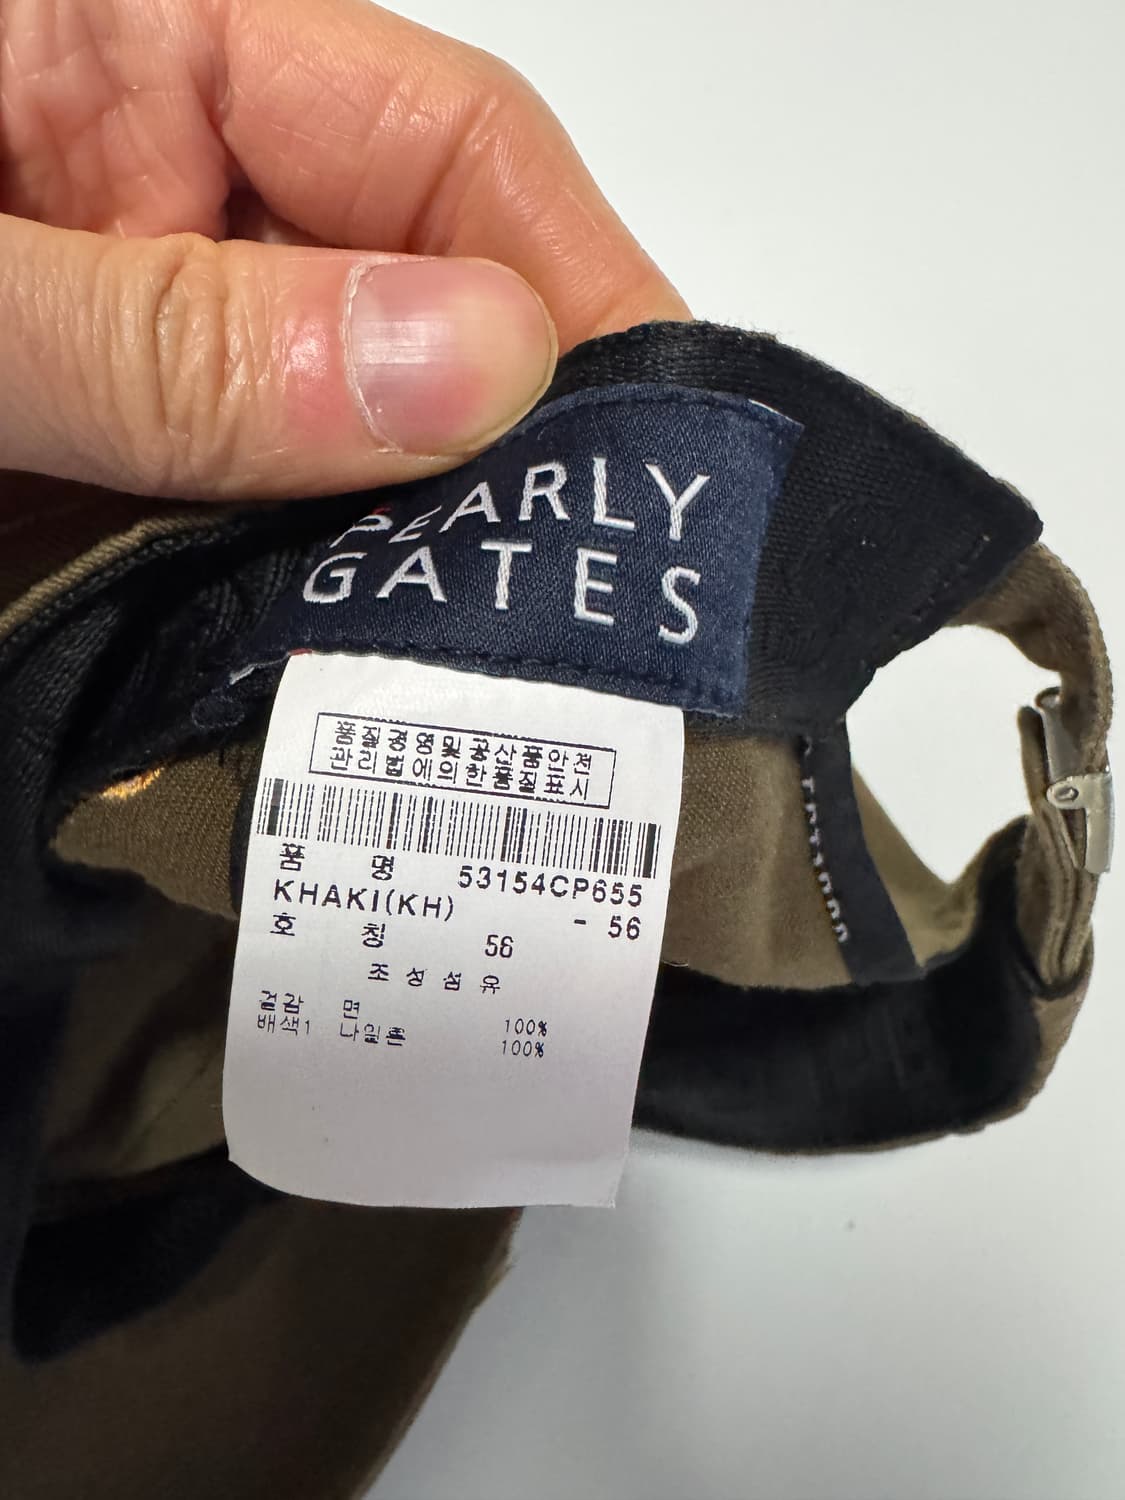 PEARLY
GATES
품질경영및공산품안전
관리법에의한품질표시
품 명 53154CP655
KHAKI(KH) - 56
호 칭 56
조성섬유
겉감 면 100%
배색1 나일론 100%